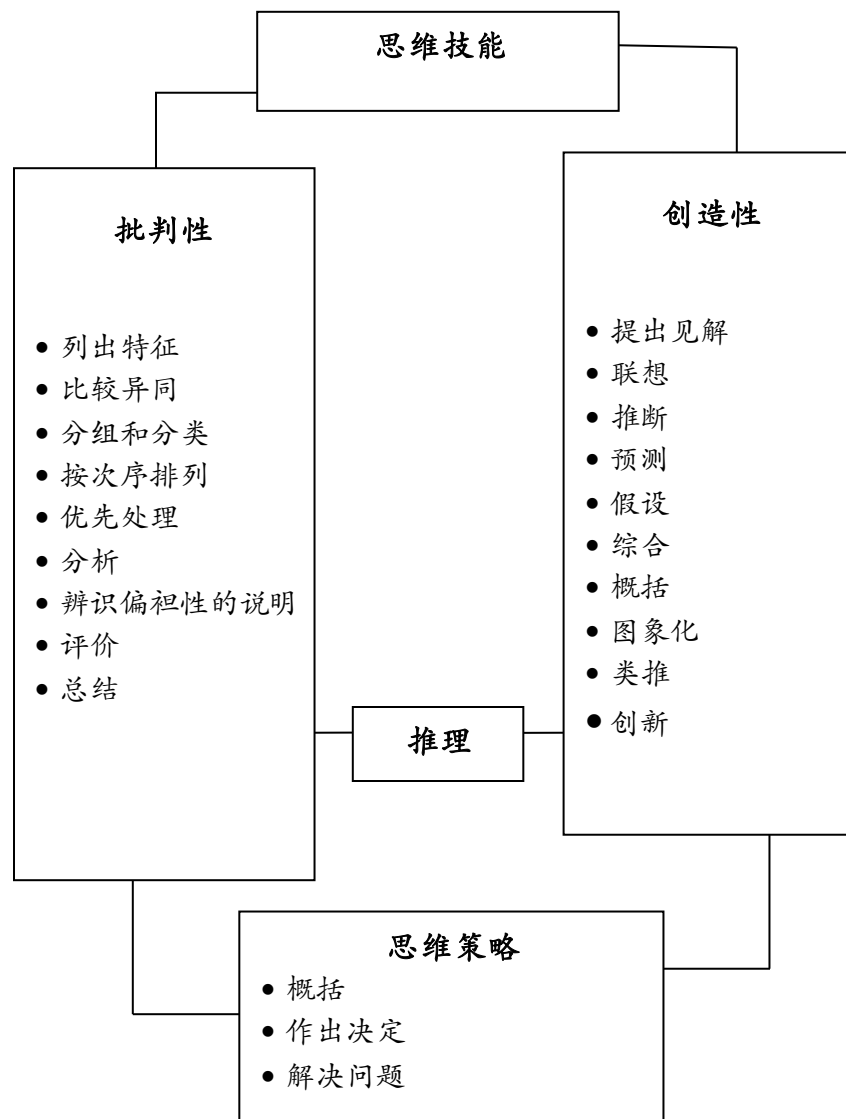 思维技能
批判性
• 列出特征
• 比较异同
• 分组和分类
• 按次序排列
• 优先处理
• 分析
• 辨识偏袒性的说明
• 评价
• 总结
创造性
• 提出见解
• 联想
• 推断
• 预测
• 假设
• 综合
• 概括
• 图象化
• 类推
• 创新
推理
思维策略
• 概括
• 作出决定
• 解决问题